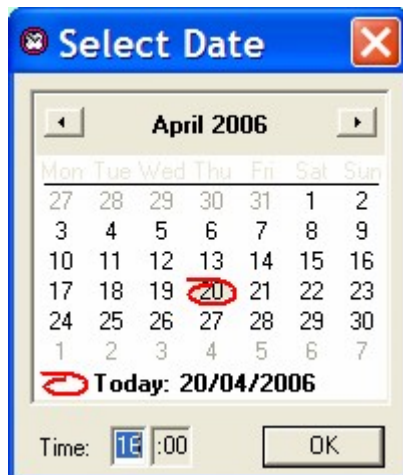 Select Date
April 2006
Mon Tue Wed Thu Fri Sat Sun
27 28 29 30 31 1 2
3 4 5 6 7 8 9
10 11 12 13 14 15 16
17 18 19 20 21 22 23
24 25 26 27 28 29 30
1 2 3 4 5 6 7
Today: 20/04/2006
Time: :00 OK